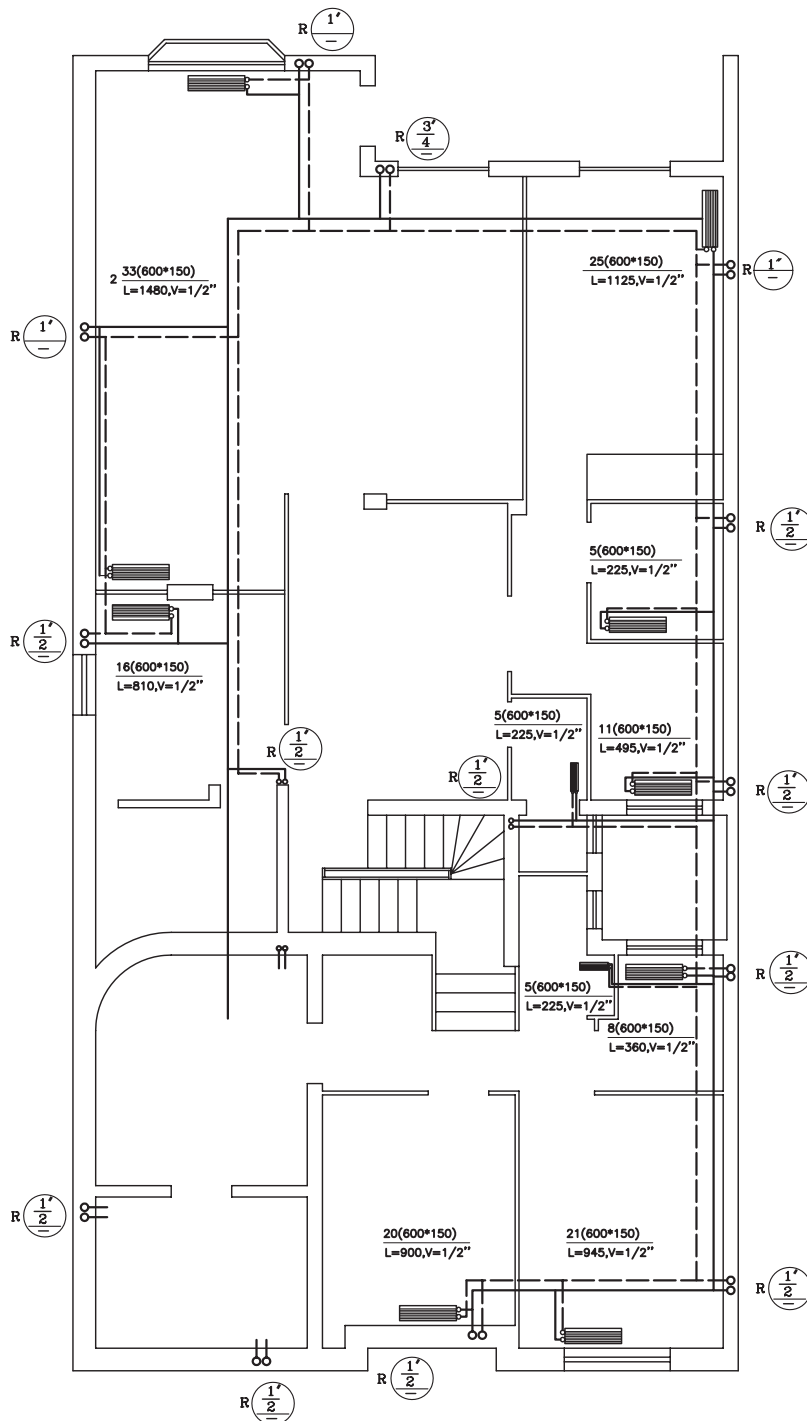 R 1"
—
R 3"
4
—
2 33(600*150)
L=1480,V=1/2"
25(600*150)
L=1125,V=1/2"
R 1"
—
R 1"
—
R 1"
2
—
5(600*150)
L=225,V=1/2"
R 1"
2
—
16(600*150)
L=810,V=1/2"
5(600*150)
L=225,V=1/2"
11(600*150)
L=495,V=1/2"
R 1"
2
—
R 1"
2
—
R 1"
2
—
R 1"
2
—
5(600*150)
L=225,V=1/2"
8(600*150)
L=360,V=1/2"
R 1"
2
—
20(600*150)
L=900,V=1/2"
21(600*150)
L=945,V=1/2"
R 1"
2
—
R 1"
2
—
R 1"
2
—